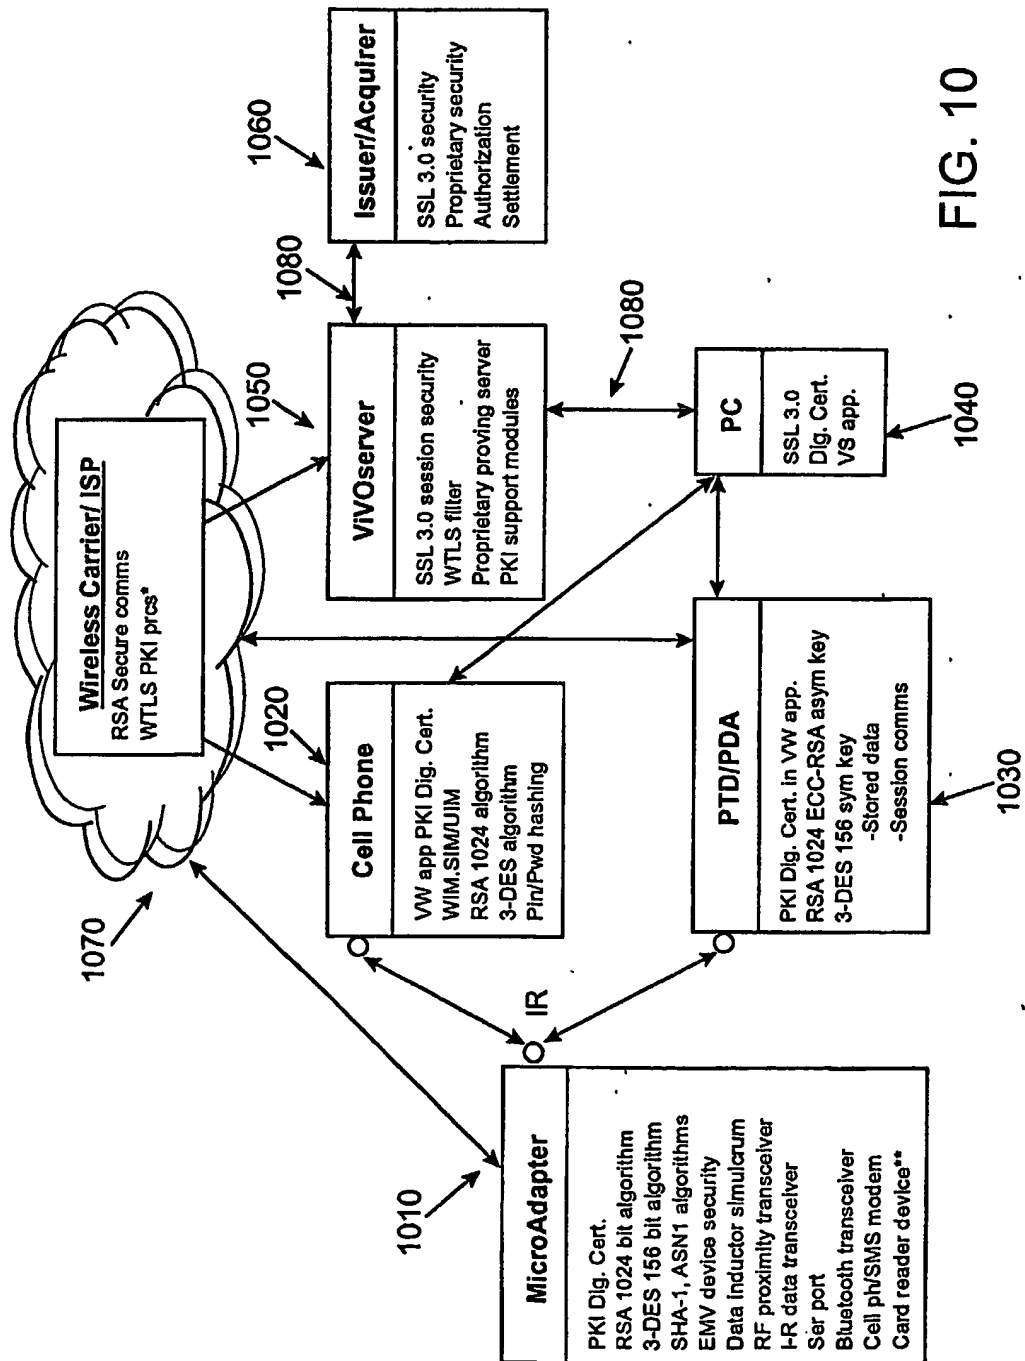 Wireless Carrier/ ISP
RSA Secure comms
WTLS PKI prcs*
1070
1010
MicroAdapter
PKI Dig. Cert.
RSA 1024 bit algorithm
3-DES 156 bit algorithm
SHA-1, ASN1 algorithms
EMV device security
Data inductor simulcrum
RF proximity transceiver
I-R data transceiver
Ser port
Bluetooth transceiver
Cell ph/SMS modem
Card reader device**
IR
1020
Cell Phone
VW app PKI Dig. Cert.
WIM.SIM/UIM
RSA 1024 algorithm
3-DES algorithm
Pin/Pwd hashing
PTD/PDA
PKI Dig. Cert. in VW app.
RSA 1024 ECC-RSA asym key
3-DES 156 sym key
-Stored data
-Session comms
1030
1050
ViVOserver
SSL 3.0 session security
WTLS filter
Proprietary proving server
PKI support modules
1080
PC
SSL 3.0
Dig. Cert.
VS app.
1040
1080
1060
Issuer/Acquirer
SSL 3.0 security
Proprietary security
Authorization
Settlement
FIG. 10